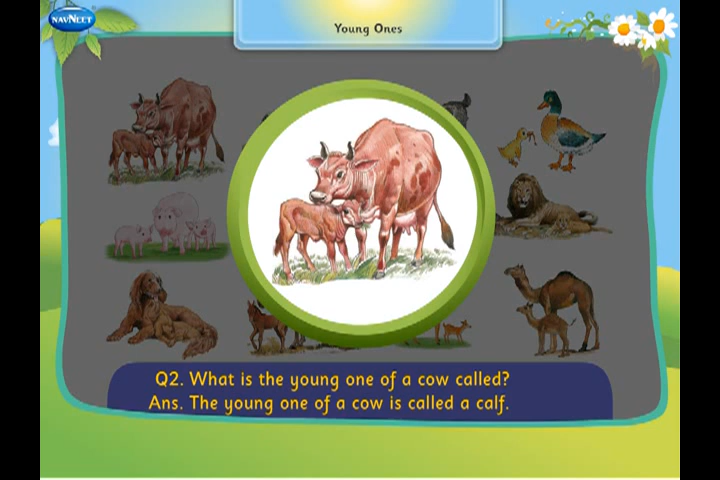 NAVNEET
Young Ones
Q2. What is the young one of a cow called?
Ans. The young one of a cow is called a calf.